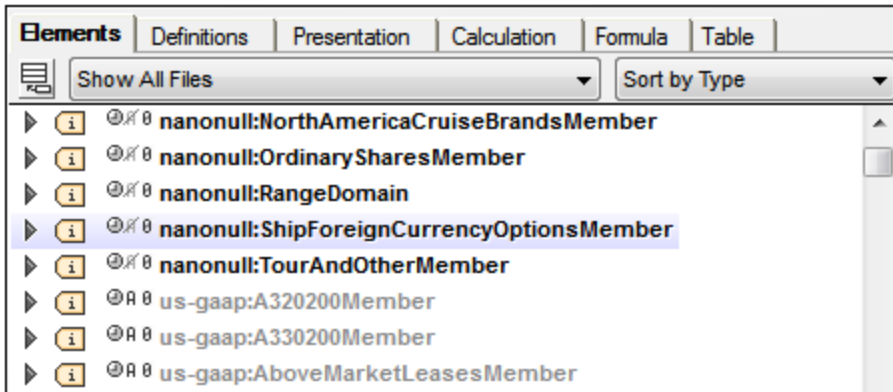 Elements Definitions Presentation Calculation Formula Table
Show All Files Sort by Type
i nanonull:NorthAmericaCruiseBrandsMember
i nanonull:OrdinarySharesMember
i nanonull:RangeDomain
i nanonull:ShipForeignCurrencyOptionsMember
i nanonull:TourAndOtherMember
i us-gaap:A320200Member
i us-gaap:A330200Member
i us-gaap:AboveMarketLeasesMember